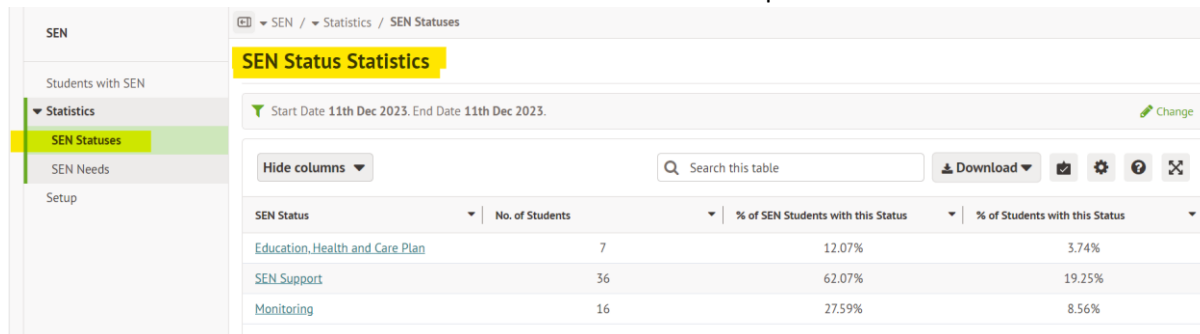 SEN / Statistics / SEN Statuses
SEN
SEN Status Statistics
Students with SEN
Statistics
SEN Statuses
SEN Needs
Setup
Start Date 11th Dec 2023. End Date 11th Dec 2023.
Change
Hide columns
Search this table
Download
SEN Status No. of Students % of SEN Students with this Status % of Students with this Status
Education, Health and Care Plan 7 12.07% 3.74%
SEN Support 36 62.07% 19.25%
Monitoring 16 27.59% 8.56%